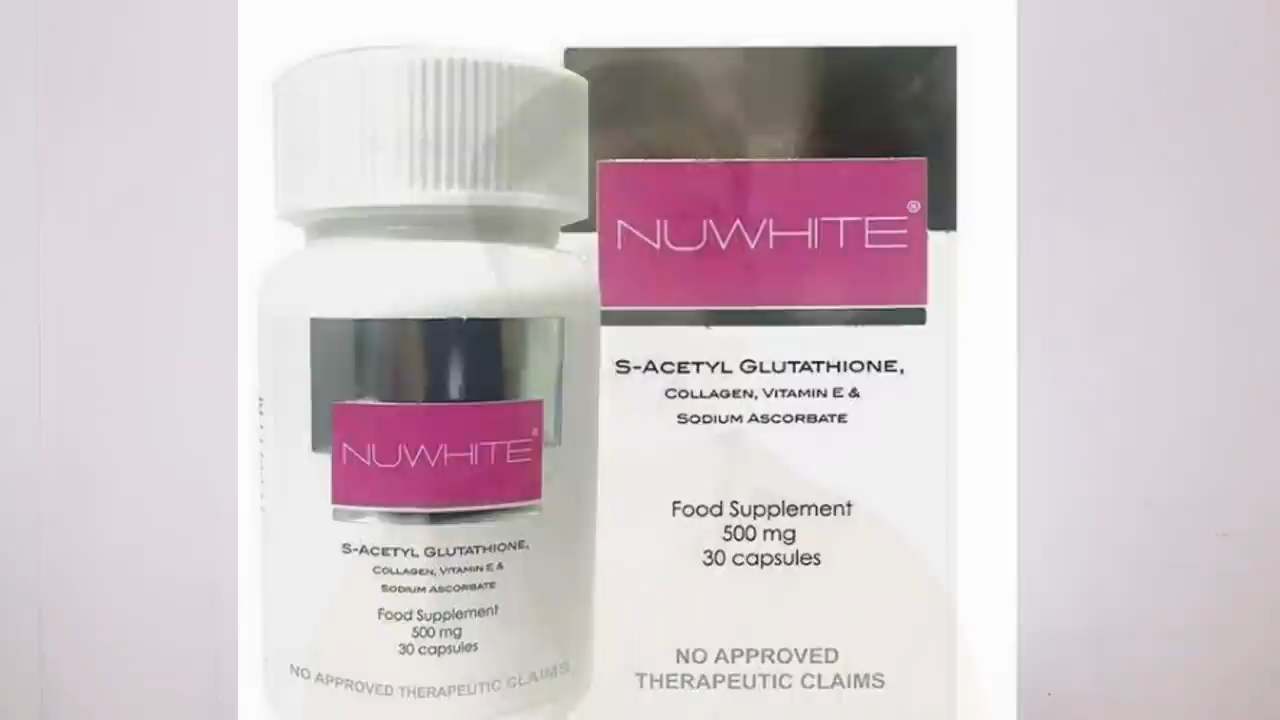 NUWHITE®
S-ACETYL GLUTATHIONE,
COLLAGEN, VITAMIN E &
SODIUM ASCORBATE
Food Supplement
500 mg
30 capsules
NO APPROVED THERAPEUTIC CLAIMS
NUWHITE®
S-ACETYL GLUTATHIONE,
COLLAGEN, VITAMIN E &
SODIUM ASCORBATE
Food Supplement
500 mg
30 capsules
NO APPROVED
THERAPEUTIC CLAIMS